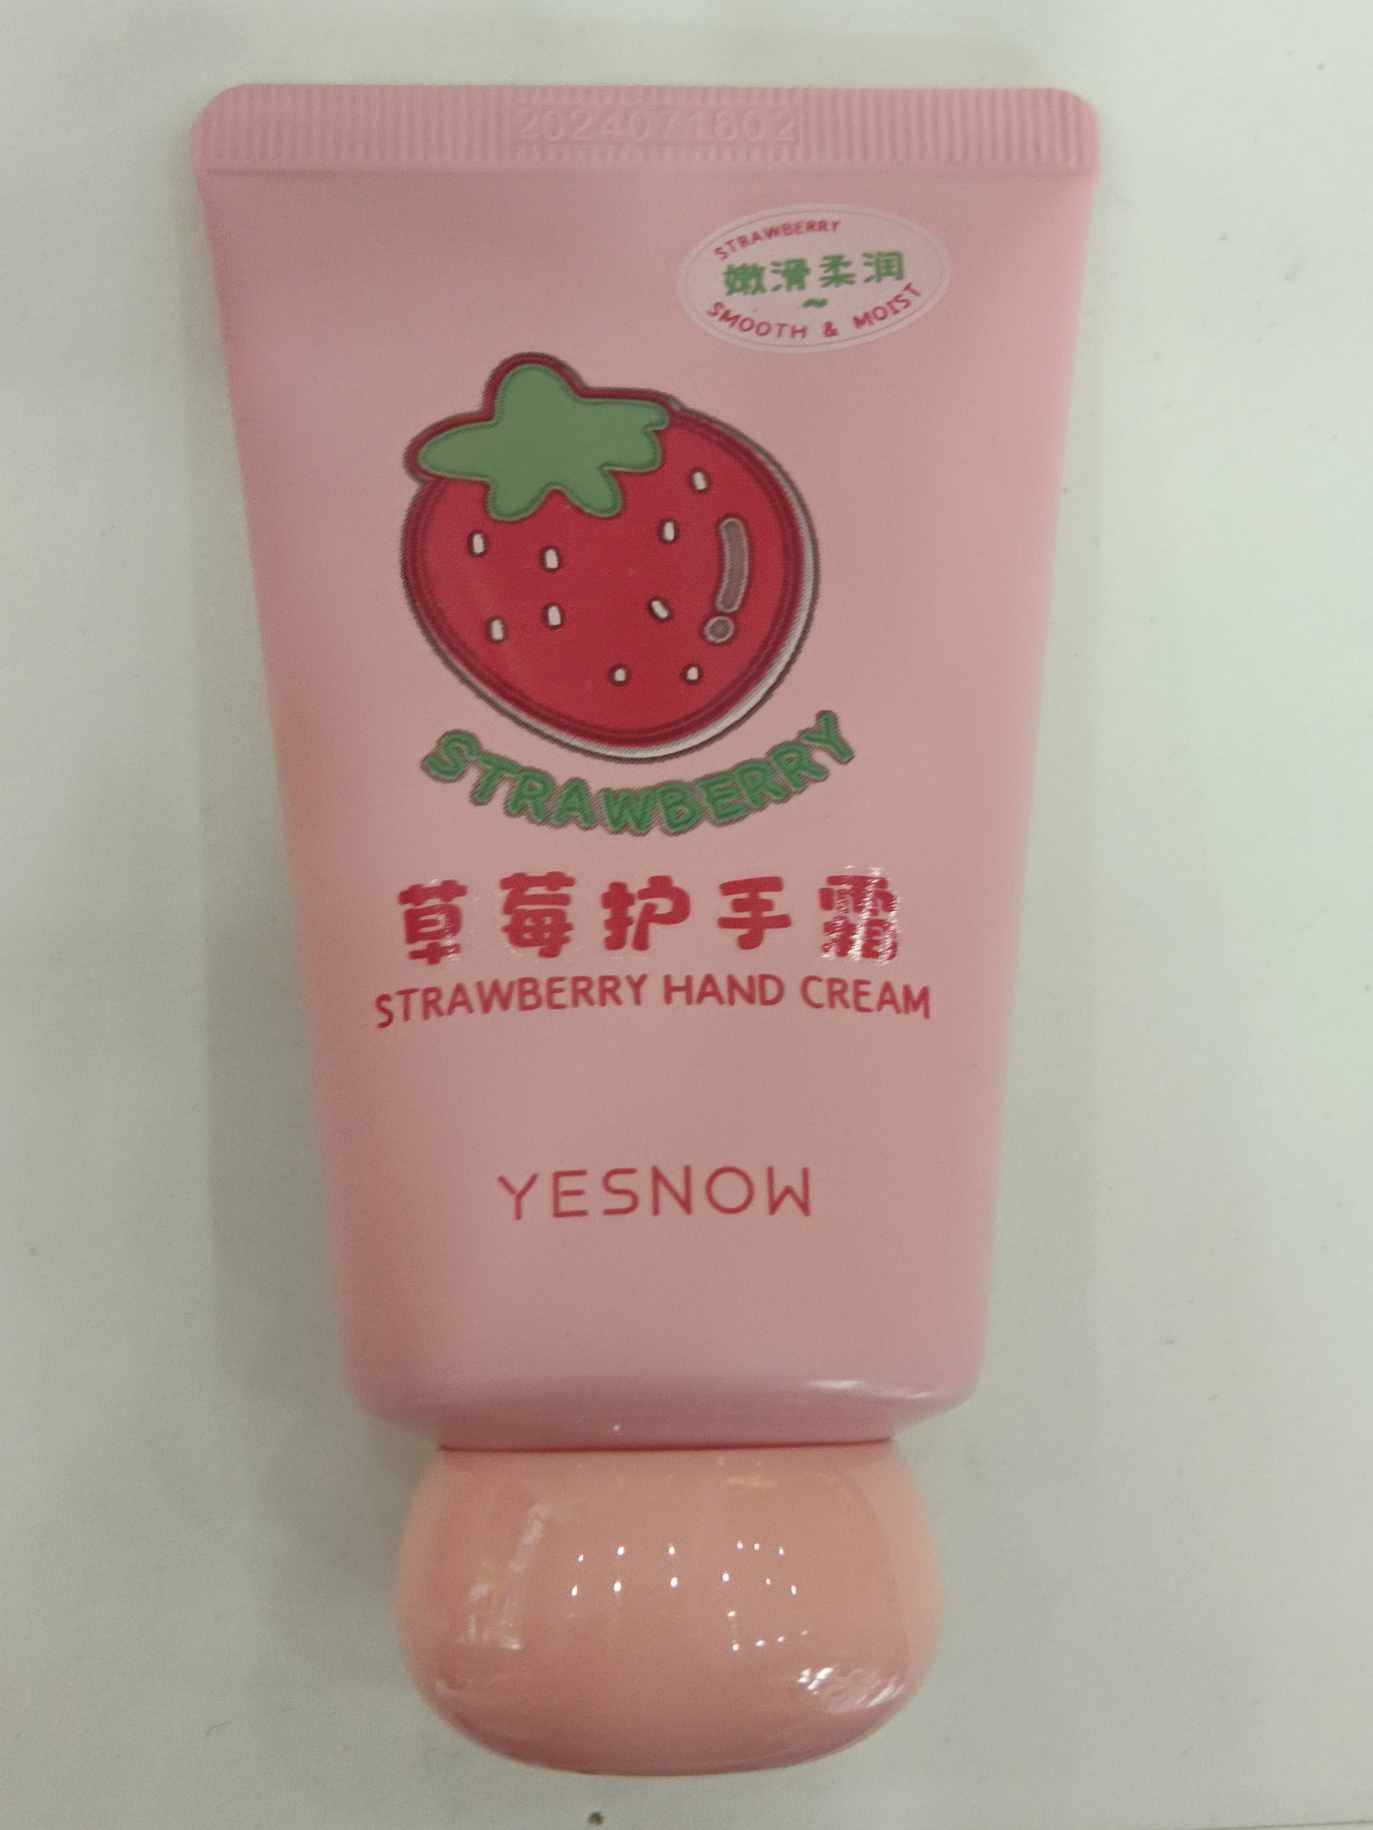 2024071802
STRAWBERRY
嫩滑柔润
~
SMOOTH & MOIST
STRAWBERRY
草莓护手霜
STRAWBERRY HAND CREAM
YESNOW